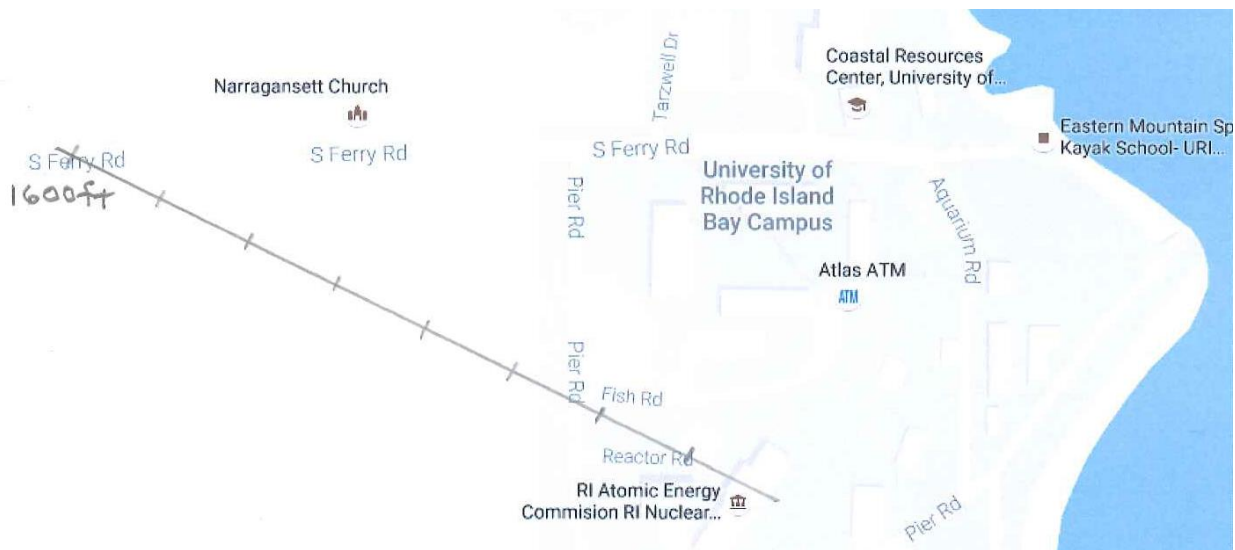 Tarzwell Dr
Coastal Resources
Center, University of...
Narragansett Church
Eastern Mountain Sp
Kayak School- URI...
S Ferry Rd
S Ferry Rd
S Ferry Rd
1600ft
University of
Rhode Island
Bay Campus
Pier Rd
Aquarium Rd
Atlas ATM
ATM
Pier Rd
Fish Rd
Reactor Rd
RI Atomic Energy
Commision RI Nuclear...
Pier Rd